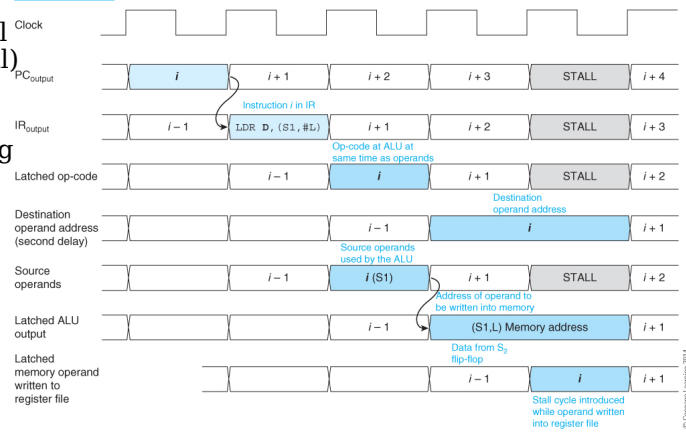 l
l)
g
Clock
PCoutput i i + 1 i + 2 i + 3 STALL i + 4
Instruction i in IR
IRoutput i − 1 LDR D,(S1,#L) i + 1 i + 2 STALL i + 3
Op-code at ALU at
same time as operands
Latched op-code i − 1 i i + 1 STALL i + 2
Destination
operand address
Destination
operand address
(second delay) i − 1 i i + 1
Source operands
used by the ALU
Source
operands i − 1 i (S1) i + 1 STALL i + 2
Address of operand to
be written into memory
Latched ALU
output i − 1 (S1,L) Memory address i + 1
Data from S2
flip-flop
Latched
memory operand
written to
register file i − 1 i i + 1
Stall cycle introduced
while operand written
into register file
© Cengage Learning 2014